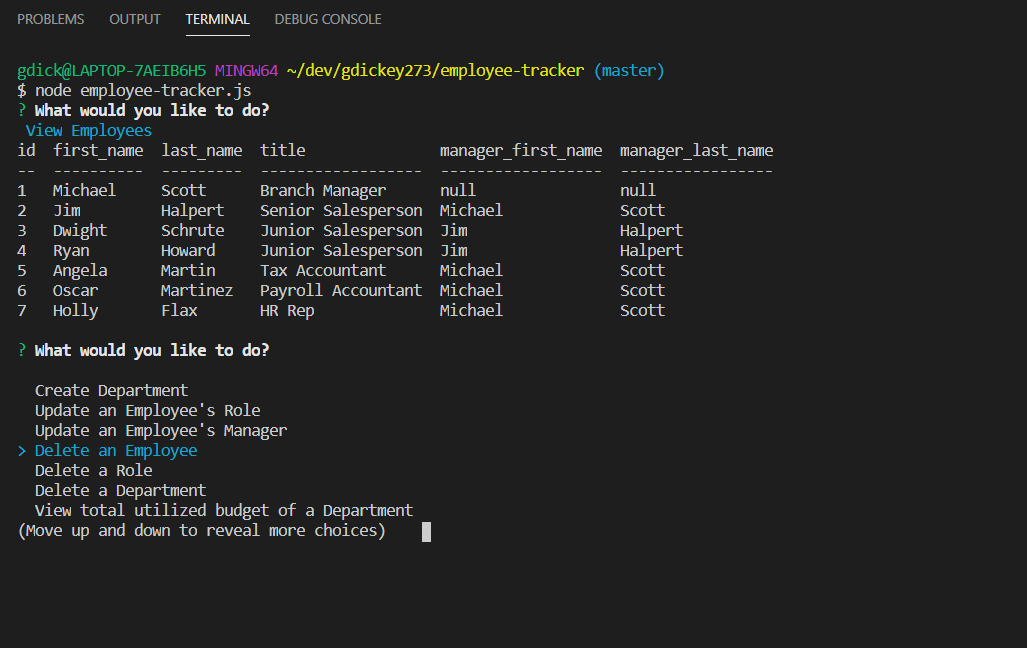 PROBLEMS OUTPUT TERMINAL DEBUG CONSOLE
gdick@LAPTOP-7AEIB6H5 MINGW64 ~/dev/gdickey273/employee-tracker (master)
$ node employee-tracker.js
? What would you like to do?
View Employees
id  first_name  last_name  title               manager_first_name  manager_last_name
--  ----------  ---------  ------------------  ------------------  -----------------
1   Michael     Scott      Branch Manager      null                null
2   Jim         Halpert    Senior Salesperson  Michael             Scott
3   Dwight      Schrute    Junior Salesperson  Jim                 Halpert
4   Ryan        Howard     Junior Salesperson  Jim                 Halpert
5   Angela      Martin     Tax Accountant      Michael             Scott
6   Oscar       Martinez   Payroll Accountant  Michael             Scott
7   Holly       Flax       HR Rep              Michael             Scott
? What would you like to do?
Create Department
Update an Employee's Role
Update an Employee's Manager
> Delete an Employee
Delete a Role
Delete a Department
View total utilized budget of a Department
(Move up and down to reveal more choices)